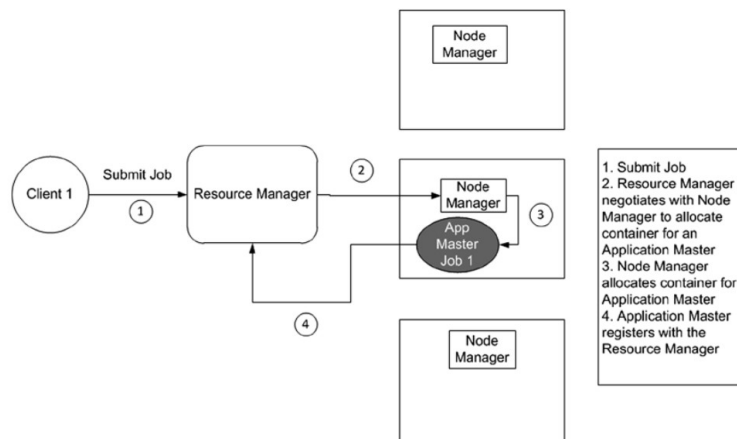 Node
Manager
Submit Job
Client 1
1
Resource Manager
2
Node
Manager
3
App
Master
Job 1
4
Node
Manager
1. Submit Job
2. Resource Manager
negotiates with Node
Manager to allocate
container for an
Application Master
3. Node Manager
allocates container for
Application Master
4. Application Master
registers with the
Resource Manager